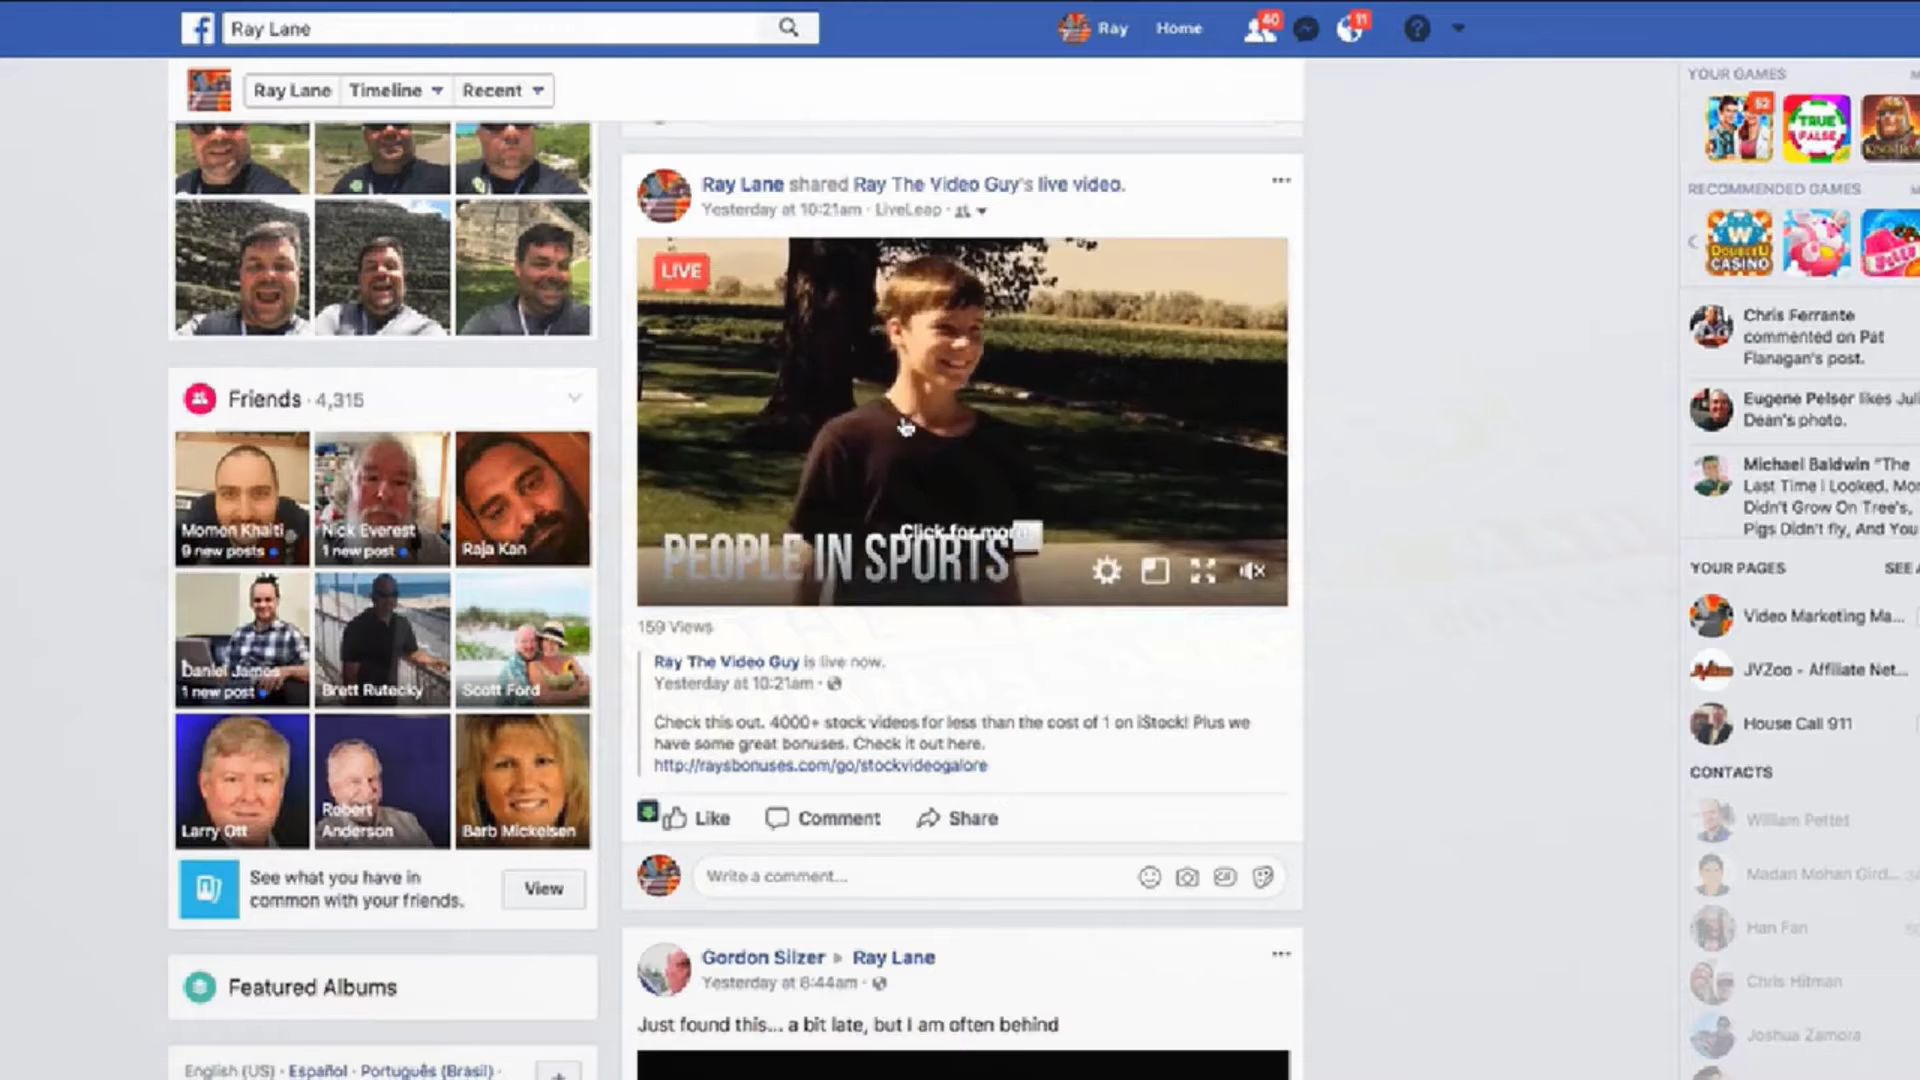 Ray Lane
Ray
Home
40
11
Ray Lane
Timeline
Recent
Ray Lane shared Ray The Video Guy's live video.
Yesterday at 10:21am · LiveLeap ·
LIVE
Click for more
PEOPLE IN SPORTS
159 Views
Ray The Video Guy is live now.
Yesterday at 10:21am ·
Check this out. 4000+ stock videos for less than the cost of 1 on iStock! Plus we
have some great bonuses. Check it out here.
http://raysbonuses.com/go/stockvideogalore
Like
Comment
Share
Write a comment...
Gordon Silzer
Ray Lane
Yesterday at 8:44am ·
Just found this... a bit late, but I am often behind
Friends · 4,315
Momen Khaiti
9 new posts
Nick Everest
1 new post
Raja Kan
Daniel James
1 new post
Brett Rutecky
Scott Ford
Larry Ott
Robert
Anderson
Barb Mickelsen
See what you have in
common with your friends.
View
Featured Albums
English (US) · Español · Português (Brasil) ·
YOUR GAMES
52
TRUE
FALSE
RECOMMENDED GAMES
W
DOUBLEU
CASINO
Chris Ferrante
commented on Pat
Flanagan's post.
Eugene Pelser likes Juli
Dean's photo.
Michael Baldwin "The
Last Time I Looked, Mon
Didn't Grow On Tree's,
Pigs Didn't fly, And You
YOUR PAGES
SEE A
Video Marketing Ma...
JVZoo - Affiliate Net...
House Call 911
CONTACTS
William Pettet
Madan Mohan Gird...
Han Fan
Chris Hitman
Joshua Zamora